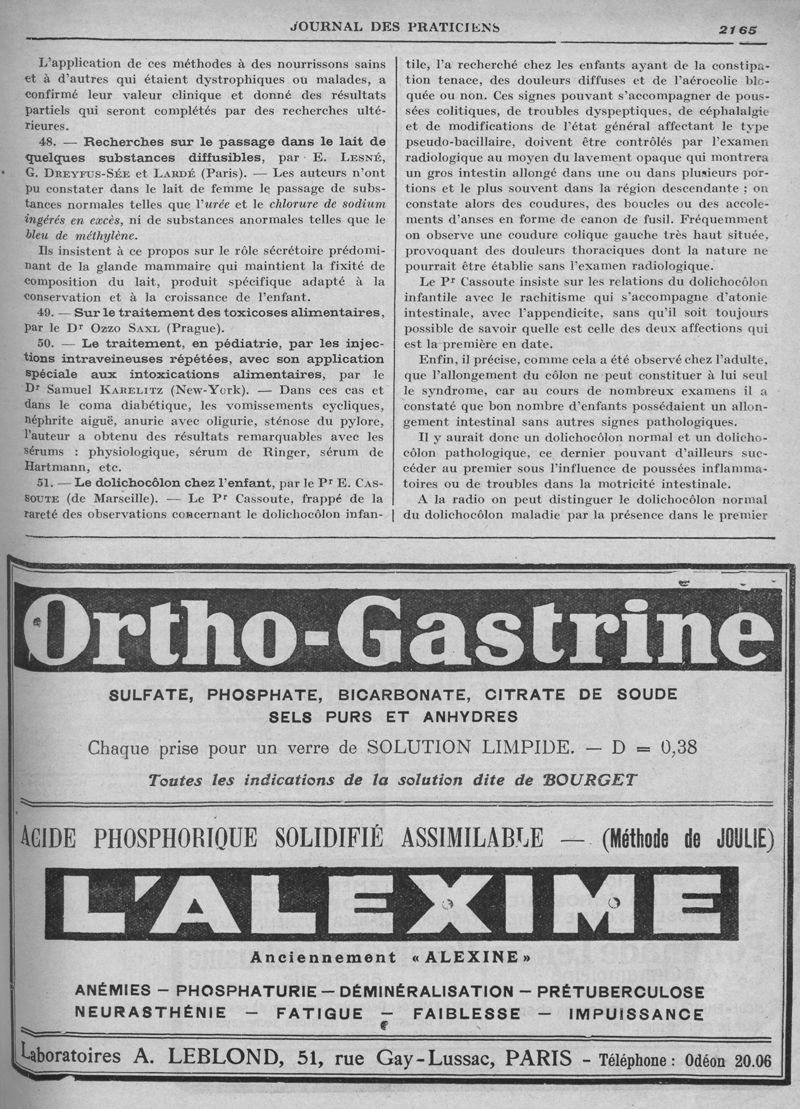 JOURNAL DES PRATICIENS
2165
L'application de ces méthodes à des nourrissons sains
et à d'autres qui étaient dystrophiques ou malades, a
confirmé leur valeur clinique et donné des résultats
partiels qui seront complétés par des recherches ulté-
rieures.
48. — Recherches sur le passage dans le lait de
quelques substances diffusibles, par E. LESNÉ,
G. DREYFUS-SÉE et LARDÉ (Paris). — Les auteurs n'ont
pu constater dans le lait de femme le passage de subs-
tances normales telles que l'urée et le chlorure de sodium
ingérés en excès, ni de substances anormales telles que le
bleu de méthylène.
Ils insistent à ce propos sur le rôle sécrétoire prédomi-
nant de la glande mammaire qui maintient la fixité de
composition du lait, produit spécifique adapté à la
conservation et à la croissance de l'enfant.
49. — Sur le traitement des toxicoses alimentaires,
par le Dr OZZO SAXL (Prague).
50. — Le traitement, en pédiatrie, par les injec-
tions intraveineuses répétées, avec son application
spéciale aux intoxications alimentaires, par le
Dr Samuel KARELITZ (New-York). — Dans ces cas et
dans le coma diabétique, les vomissements cycliques,
néphrite aiguë, anurie avec oligurie, sténose du pylore,
l'auteur a obtenu des résultats remarquables avec les
sérums : physiologique, sérum de Ringer, sérum de
Hartmann, etc.
51. — Le dolichocôlon chez l'enfant, par le Pr E. CAS-
SOUTE (de Marseille). — Le Pr Cassoute, frappé de la
rareté des observations concernant le dolichocôlon infan-
tile, l'a recherché chez les enfants ayant de la constipa-
tion tenace, des douleurs diffuses et de l'aérocolie blo-
quée ou non. Ces signes pouvant s'accompagner de pous-
sées colitiques, de troubles dyspeptiques, de céphalalgie
et de modifications de l'état général affectant le type
pseudo-bacillaire, doivent être contrôlés par l'examen
radiologique au moyen du lavement opaque qui montrera
un gros intestin allongé dans une ou dans plusieurs por-
tions et le plus souvent dans la région descendante ; on
constate alors des coudures, des boucles ou des accole-
ments d'anses en forme de canon de fusil. Fréquemment
on observe une coudure colique gauche très haut située,
provoquant des douleurs thoraciques dont la nature ne
pourrait être établie sans l'examen radiologique.
Le Pr Cassoute insiste sur les relations du dolichocôlon
infantile avec le rachitisme qui s'accompagne d'atonie
intestinale, avec l'appendicite, sans qu'il soit toujours
possible de savoir quelle est celle des deux affections qui
est la première en date.
Enfin, il précise, comme cela a été observé chez l'adulte,
que l'allongement du côlon ne peut constituer à lui seul
le syndrome, car au cours de nombreux examens il a
constaté que bon nombre d'enfants possédaient un allon-
gement intestinal sans autres signes pathologiques.
Il y aurait donc un dolichocôlon normal et un dolicho-
côlon pathologique, ce dernier pouvant d'ailleurs suc-
céder au premier sous l'influence de poussées inflamma-
toires ou de troubles dans la motricité intestinale.
A la radio on peut distinguer le dolichocôlon normal
du dolichocôlon maladie par la présence dans le premier
Ortho-Gastrine
SULFATE, PHOSPHATE, BICARBONATE, CITRATE DE SOUDE
SELS PURS ET ANHYDRES
Chaque prise pour un verre de SOLUTION LIMPIDE. — D = 0,38
Toutes les indications de la solution dite de BOURGET
ACIDE PHOSPHORIQUE SOLIDIFIÉ ASSIMILABLE — (Méthode de JOULIE)
L'ALEXIME
Anciennement « ALEXINE »
ANÉMIES — PHOSPHATURIE — DÉMINÉRALISATION — PRÉTUBERCULOSE
NEURASTHÉNIE — FATIGUE — FAIBLESSE — IMPUISSANCE
Laboratoires A. LEBLOND, 51, rue Gay-Lussac, PARIS - Téléphone : Odéon 20.06